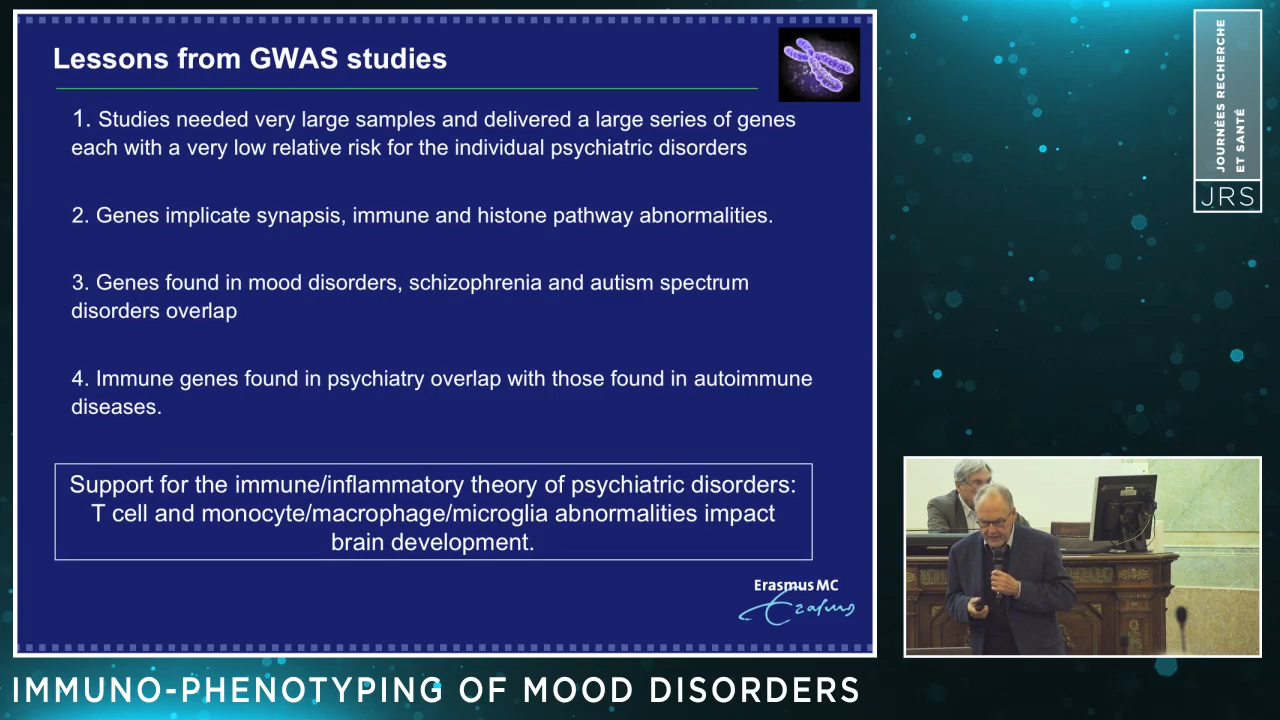 Lessons from GWAS studies
1. Studies needed very large samples and delivered a large series of genes
each with a very low relative risk for the individual psychiatric disorders
2. Genes implicate synapsis, immune and histone pathway abnormalities.
3. Genes found in mood disorders, schizophrenia and autism spectrum
disorders overlap
4. Immune genes found in psychiatry overlap with those found in autoimmune
diseases.
Support for the immune/inflammatory theory of psychiatric disorders:
T cell and monocyte/macrophage/microglia abnormalities impact
brain development.
Erasmus MC
Erasmus
JOURNÉES RECHERCHE
ET SANTÉ
JRS
IMMUNO-PHENOTYPING OF MOOD DISORDERS